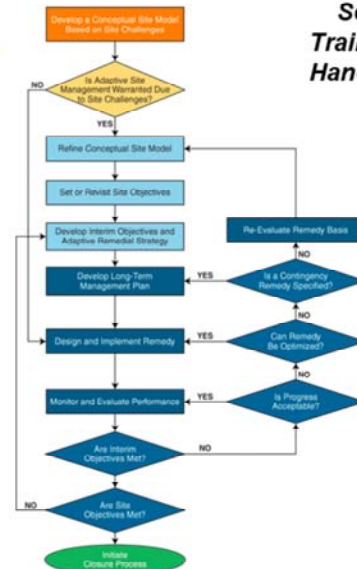 Develop a Conceptual Site Model
Based on Site Challenges
NO
Is Adaptive Site
Management Warranted Due
to Site Challenges?
YES
Refine Conceptual Site Model
Set or Revisit Site Objectives
Develop Interim Objectives and
Adaptive Remedial Strategy
Re-Evaluate Remedy Basis
NO
Develop Long-Term
Management Plan
YES
Is a Contingency
Remedy Specified?
NO
Design and Implement Remedy
YES
Can Remedy
Be Optimized?
NO
Monitor and Evaluate Performance
YES
Is Progress
Acceptable?
Are Interim
Objectives Met?
NO
NO
Are Site
Objectives Met?
Initiate
Closure Process